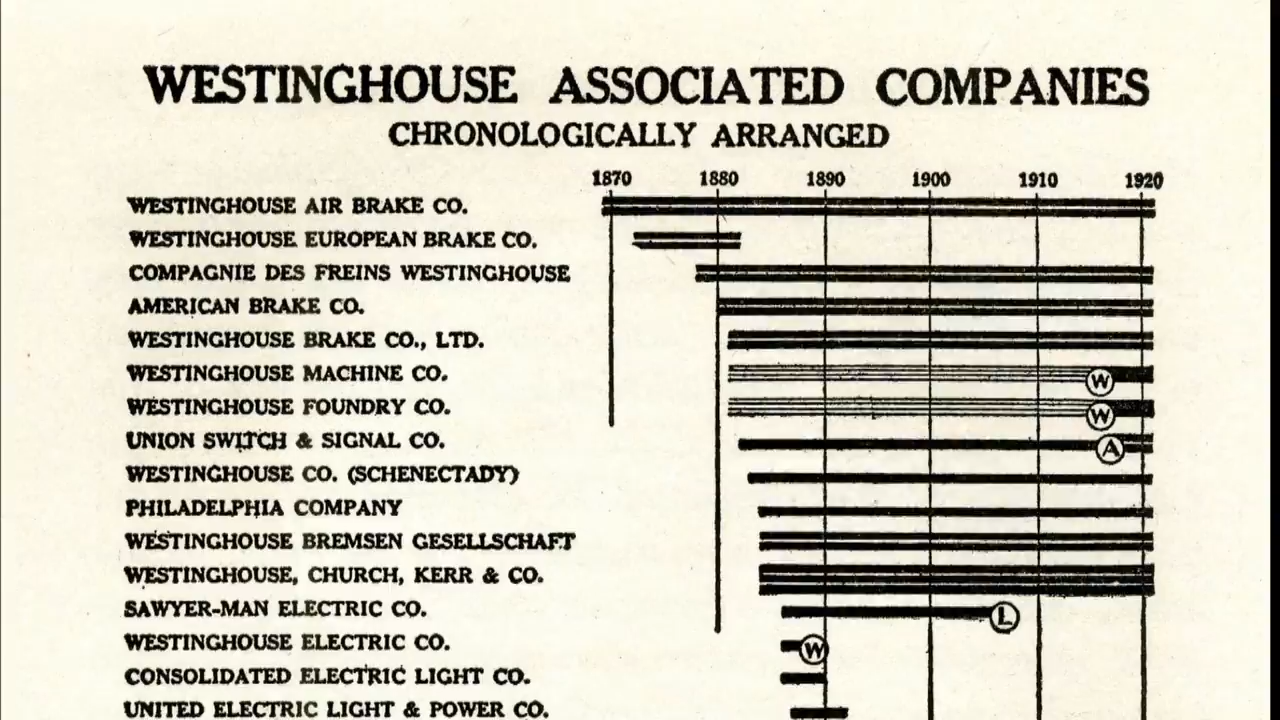 WESTINGHOUSE ASSOCIATED COMPANIES
CHRONOLOGICALLY ARRANGED
1870 1880 1890 1900 1910 1920
WESTINGHOUSE AIR BRAKE CO.
WESTINGHOUSE EUROPEAN BRAKE CO.
COMPAGNIE DES FREINS WESTINGHOUSE
AMERICAN BRAKE CO.
WESTINGHOUSE BRAKE CO., LTD.
WESTINGHOUSE MACHINE CO. W
WESTINGHOUSE FOUNDRY CO. W
UNION SWITCH & SIGNAL CO. A
WESTINGHOUSE CO. (SCHENECTADY)
PHILADELPHIA COMPANY
WESTINGHOUSE BREMSEN GESELLSCHAFT
WESTINGHOUSE, CHURCH, KERR & CO.
SAWYER-MAN ELECTRIC CO. L
WESTINGHOUSE ELECTRIC CO. W
CONSOLIDATED ELECTRIC LIGHT CO.
UNITED ELECTRIC LIGHT & POWER CO.